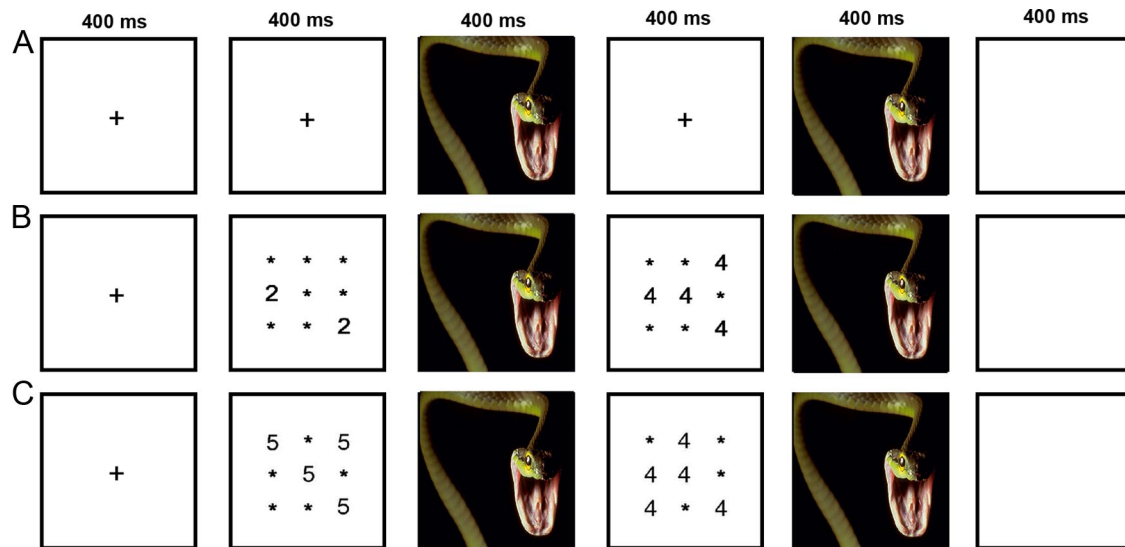 400 ms 400 ms 400 ms 400 ms 400 ms 400 ms
A
+ + +
B
* * * * * 4
+ 2 * * 4 4 *
* * 2 * * 4
C
5 * 5 * 4 *
+ * 5 * 4 4 *
* * 5 4 * 4